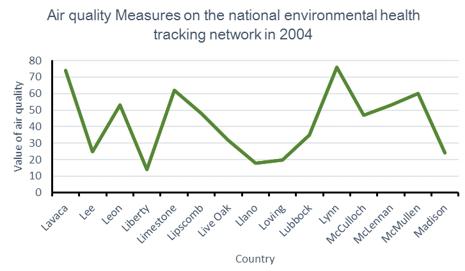 Air quality Measures on the national environmental health
tracking network in 2004
Value of air quality
80
70
60
50
40
30
20
10
0
Lavaca
Lee
Leon
Liberty
Limestone
Lipscomb
Live Oak
Llano
Loving
Lubbock
Lynn
McCulloch
McLennan
McMullen
Madison
Country